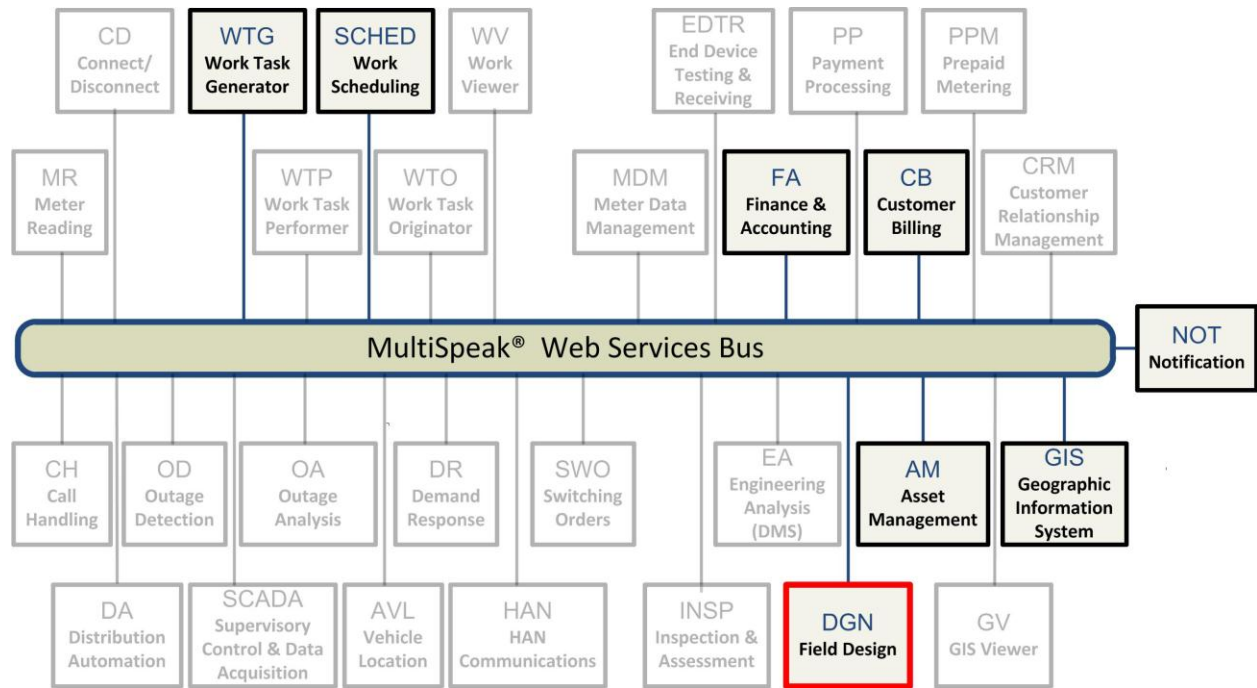 CD
Connect/
Disconnect
WTG
Work Task
Generator
SCHED
Work
Scheduling
WV
Work
Viewer
EDTR
End Device
Testing &
Receiving
PP
Payment
Processing
PPM
Prepaid
Metering
MR
Meter
Reading
WTP
Work Task
Performer
WTO
Work Task
Originator
MDM
Meter Data
Management
FA
Finance &
Accounting
CB
Customer
Billing
CRM
Customer
Relationship
Management
MultiSpeak® Web Services Bus
NOT
Notification
CH
Call
Handling
OD
Outage
Detection
OA
Outage
Analysis
DR
Demand
Response
SWO
Switching
Orders
EA
Engineering
Analysis
(DMS)
AM
Asset
Management
GIS
Geographic
Information
System
DA
Distribution
Automation
SCADA
Supervisory
Control & Data
Acquisition
AVL
Vehicle
Location
HAN
HAN
Communications
INSP
Inspection &
Assessment
DGN
Field Design
GV
GIS Viewer